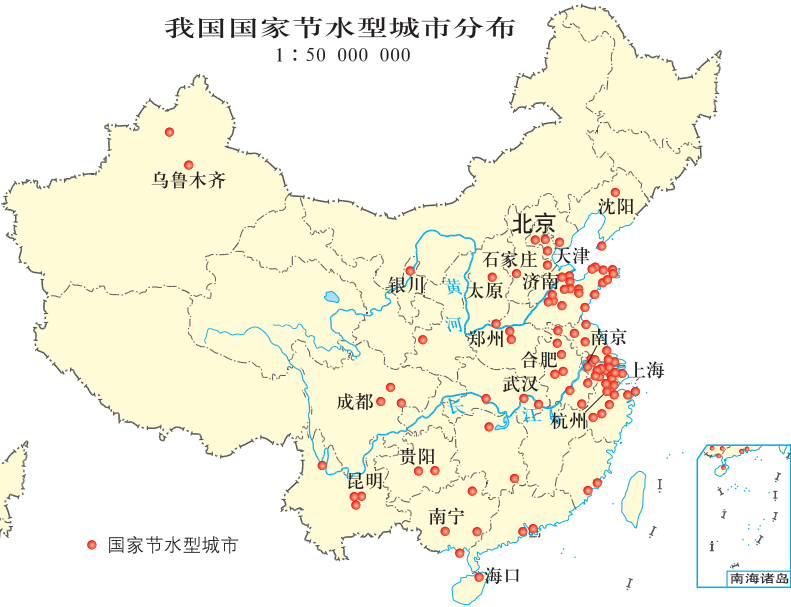 我国国家节水型城市分布
1∶50 000 000
乌鲁木齐
沈阳
北京
天津
石家庄
银川
黄
河
太原
济南
郑州
南京
合肥
上海
武汉
成都
长
江
杭州
贵阳
昆明
南宁
海口
国家节水型城市
南海诸岛